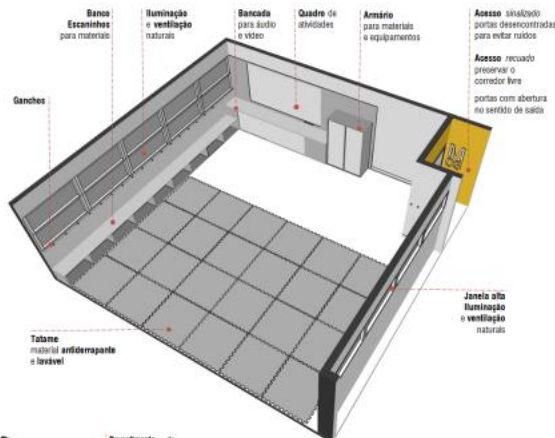 Banco
Escaninhos
para materiais
Iluminação
e ventilação
naturais
Bancada
para áudio
e vídeo
Quadro de
atividades
Armário
para materiais
e equipamentos
Acesso sinalizado
portas desencontradas
para evitar ruídos
Acesso recuado
preservar o
corredor livre
portas com abertura
no sentido de saída
Ganchos
Janela alta
Iluminação
e ventilação
naturais
Tatame
material antiderrapante
e lavável